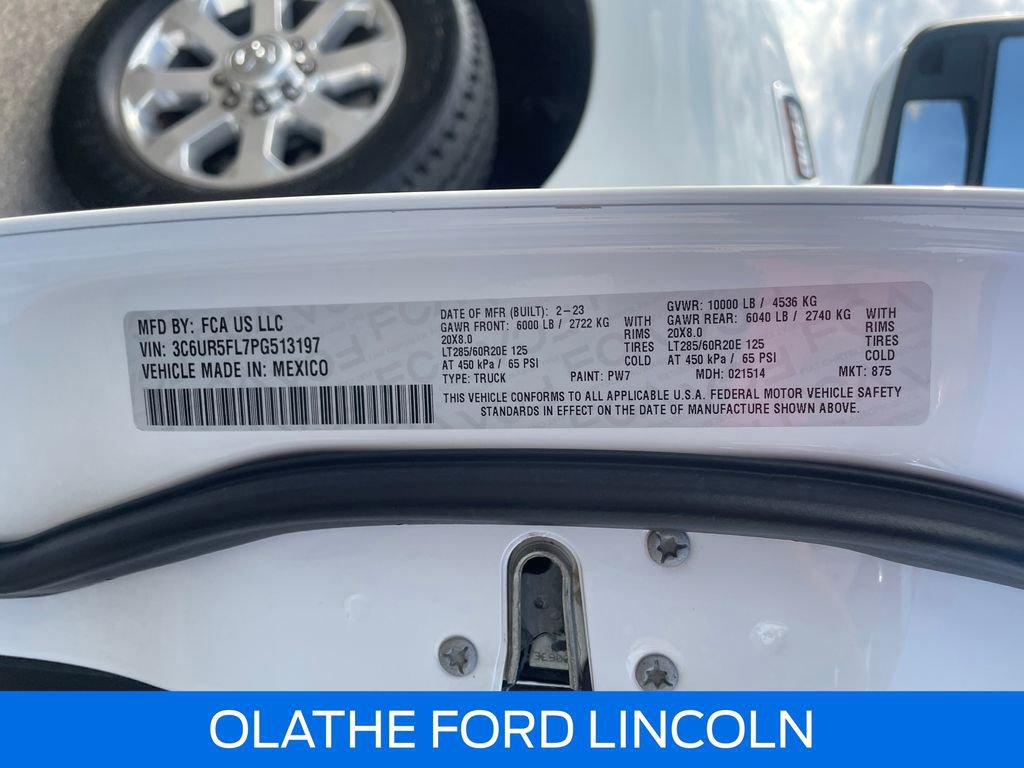 MFD BY: FCA US LLC
VIN: 3C6UR5FL7PG513197
VEHICLE MADE IN: MEXICO
DATE OF MFR (BUILT): 2-23
GAWR FRONT: 6000 LB / 2722 KG WITH
20X8.0 RIMS
LT285/60R20E 125 TIRES
AT 450 kPa / 65 PSI COLD
TYPE: TRUCK PAINT: PW7
GVWR: 10000 LB / 4536 KG
GAWR REAR: 6040 LB / 2740 KG WITH
20X8.0 RIMS
LT285/60R20E 125 TIRES
AT 450 kPa / 65 PSI COLD
MDH: 021514 MKT: 875
THIS VEHICLE CONFORMS TO ALL APPLICABLE U.S.A. FEDERAL MOTOR VEHICLE SAFETY
STANDARDS IN EFFECT ON THE DATE OF MANUFACTURE SHOWN ABOVE.
OLATHE FORD LINCOLN